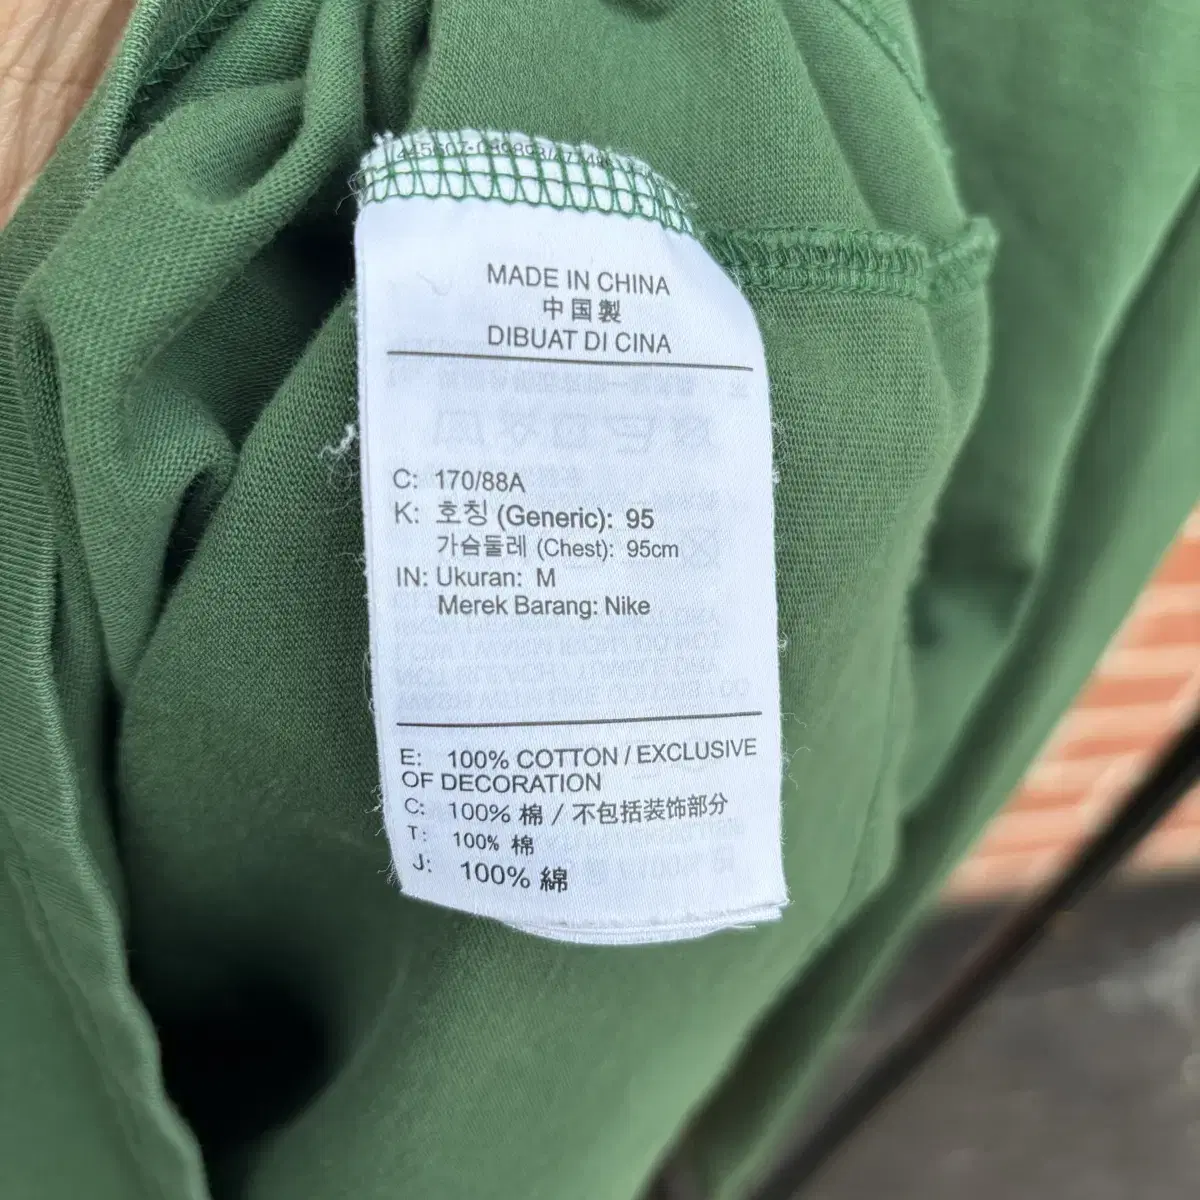 MADE IN CHINA
中国製
DIBUAT DI CINA
C: 170/88A
K: 호칭 (Generic): 95
가슴둘레 (Chest): 95cm
IN: Ukuran: M
Merek Barang: Nike
E: 100% COTTON / EXCLUSIVE
OF DECORATION
C: 100% 棉 / 不包括装饰部分
T: 100% 棉
J: 100% 綿